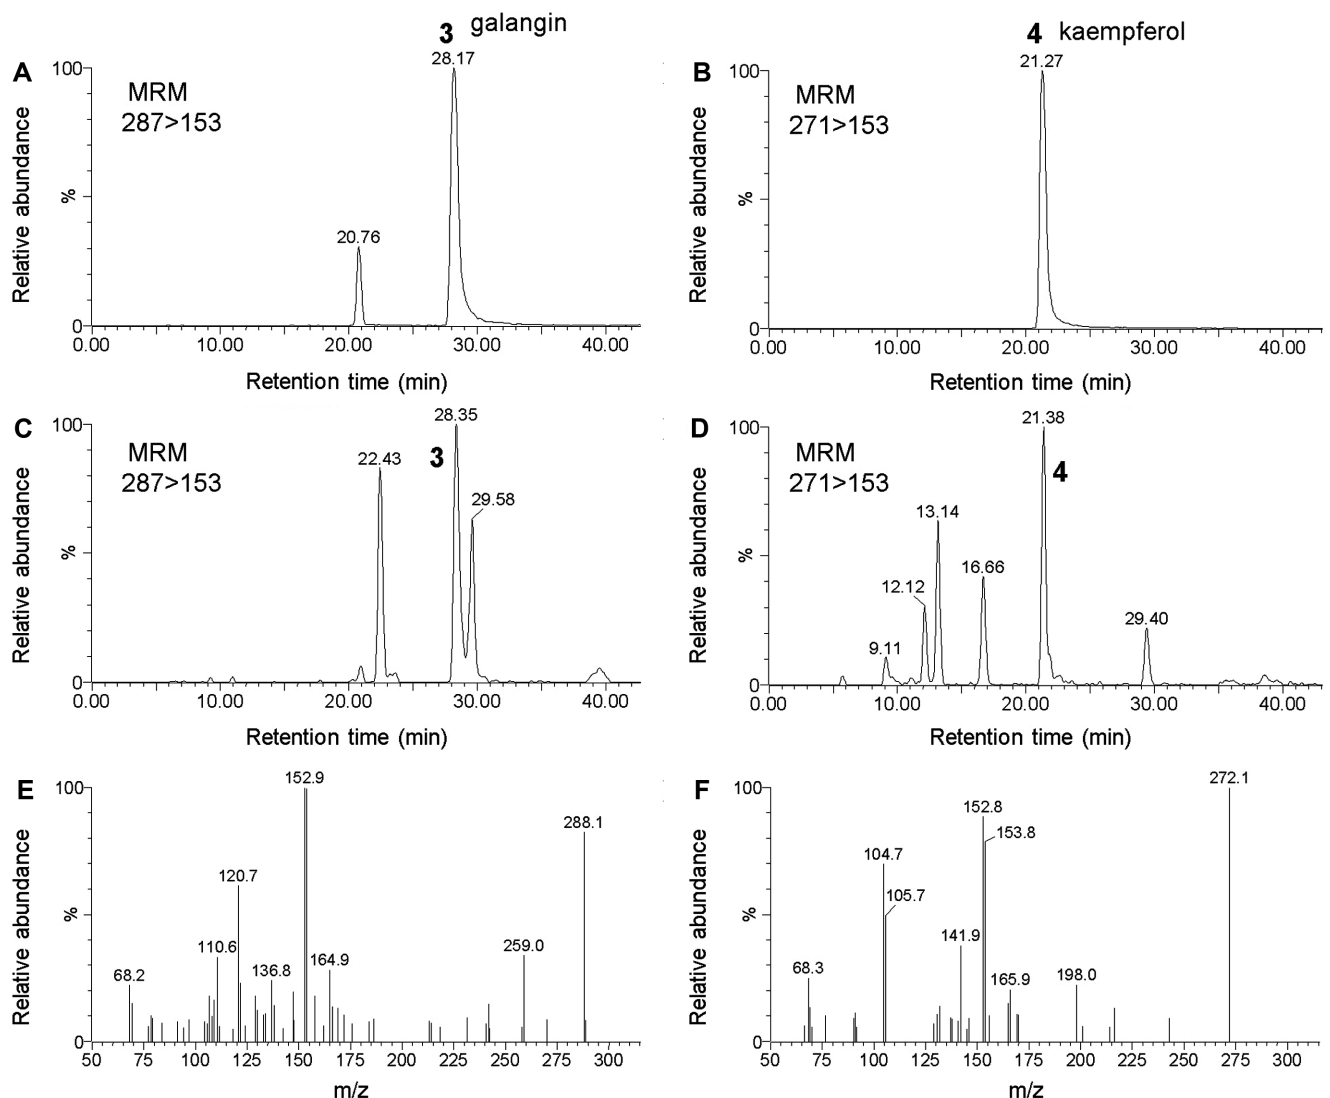 3 galangin
A
MRM
287>153
28.17
20.76
100
%
0
Relative abundance
0.00 10.00 20.00 30.00 40.00
Retention time (min)
4 kaempferol
B
MRM
271>153
21.27
100
%
0
Relative abundance
0.00 10.00 20.00 30.00 40.00
Retention time (min)
C
MRM
287>153
28.35
3
22.43
29.58
100
%
0
Relative abundance
0.00 10.00 20.00 30.00 40.00
Retention time (min)
D
MRM
271>153
21.38
4
13.14
16.66
12.12
9.11
29.40
100
%
0
Relative abundance
0.00 10.00 20.00 30.00 40.00
Retention time (min)
E
152.9
288.1
120.7
110.6
259.0
136.8
164.9
68.2
100
%
0
Relative abundance
50 75 100 125 150 175 200 225 250 275 300
m/z
F
272.1
152.8
153.8
104.7
105.7
141.9
68.3
165.9
198.0
100
%
0
Relative abundance
50 75 100 125 150 175 200 225 250 275 300
m/z